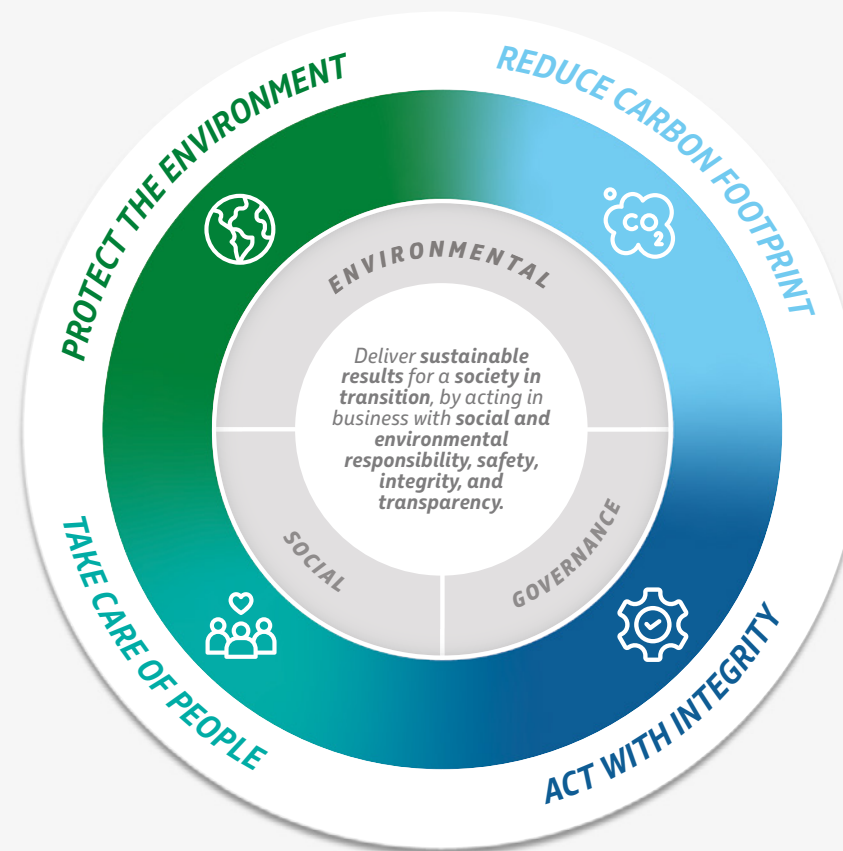 PROTECT THE ENVIRONMENT
REDUCE CARBON FOOTPRINT
CO2
ENVIRONMENTAL
Deliver sustainable
results for a society in
transition, by acting in
business with social and
environmental
responsibility, safety,
integrity, and
transparency.
SOCIAL
GOVERNANCE
TAKE CARE OF PEOPLE
ACT WITH INTEGRITY